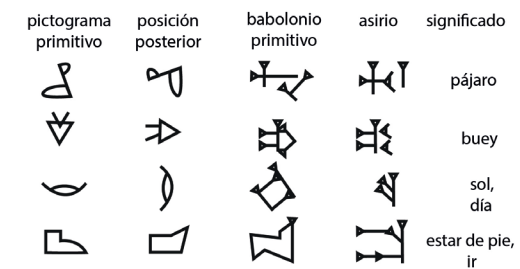 pictograma primitivo
posición posterior
babolonio primitivo
asirio
significado
pájaro
buey
sol,
día
estar de pie,
ir